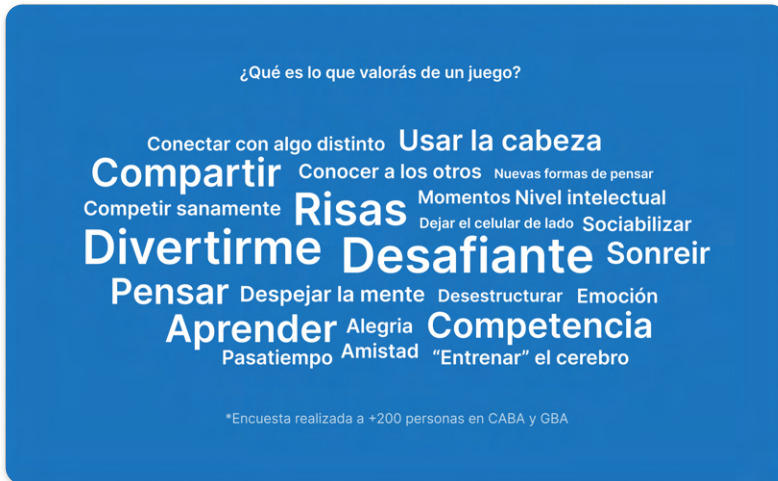 ¿Qué es lo que valorás de un juego?
Conectar con algo distinto Usar la cabeza
Compartir Conocer a los otros Nuevas formas de pensar
Competir sanamente Risas Momentos Nivel intelectual
Dejar el celular de lado Sociabilizar
Divertirme Desafiante Sonreir
Pensar Despejar la mente Desestructurar Emoción
Aprender Alegria Competencia
Pasatiempo Amistad “Entrenar” el cerebro
*Encuesta realizada a +200 personas en CABA y GBA